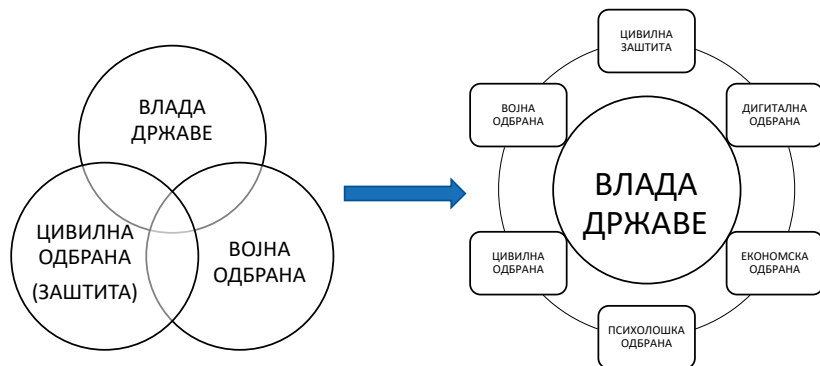 ВЛАДА
ДРЖАВЕ
ЦИВИЛНА
ОДБРАНА
(ЗАШТИТА)
ВОЈНА
ОДБРАНА
ЦИВИЛНА
ЗАШТИТА
ВОЈНА
ОДБРАНА
ДИГИТАЛНА
ОДБРАНА
ВЛАДА
ДРЖАВЕ
ЦИВИЛНА
ОДБРАНА
ЕКОНОМСКА
ОДБРАНА
ПСИХОЛОШКА
ОДБРАНА